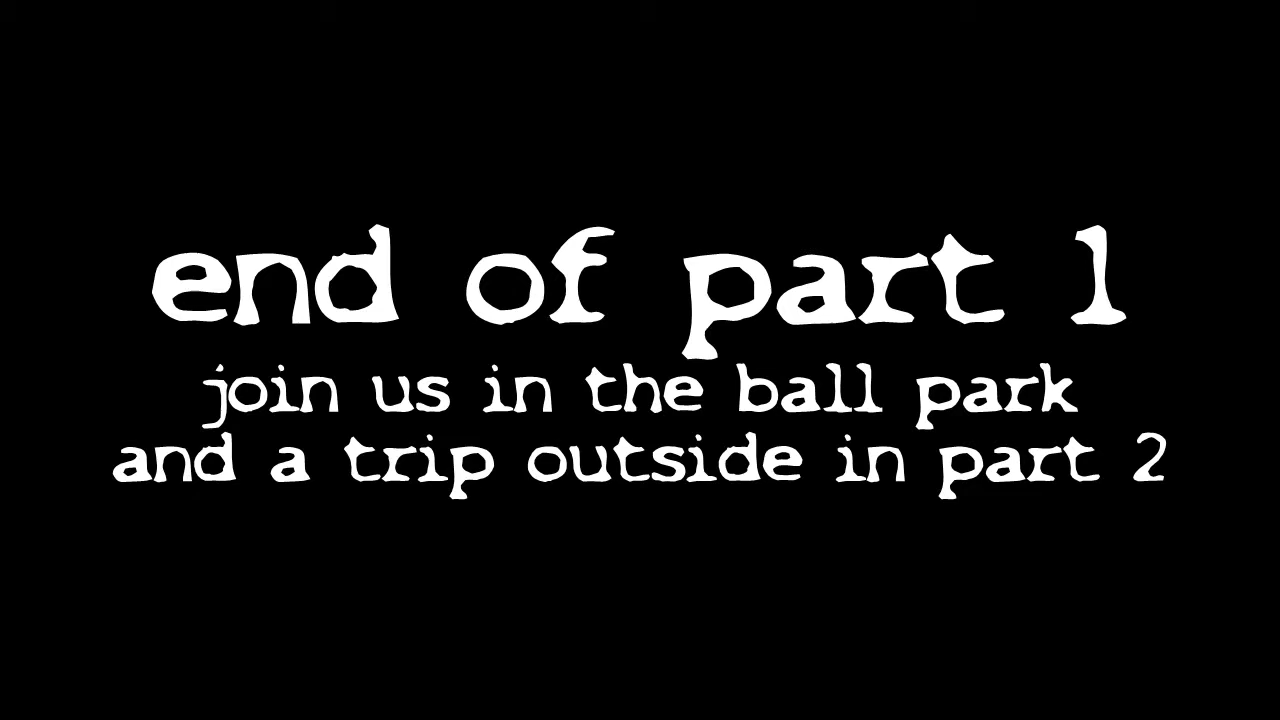 end of part 1
join us in the ball park
and a trip outside in part 2